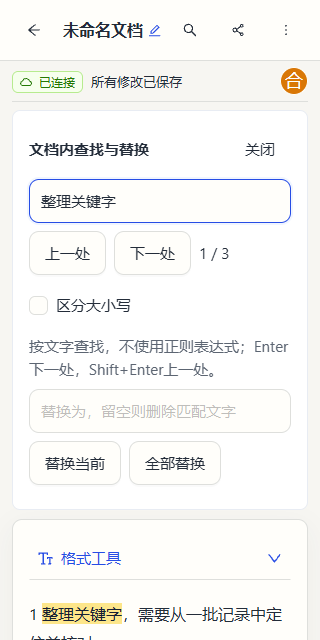 未命名文档
已连接 所有修改已保存 合
文档内查找与替换 关闭
整理关键字
上一处 下一处 1 / 3
区分大小写
按文字查找，不使用正则表达式；Enter
下一处，Shift+Enter上一处。
替换为，留空则删除匹配文字
替换当前 全部替换
Tт 格式工具
1 整理关键字，需要从一批记录中定